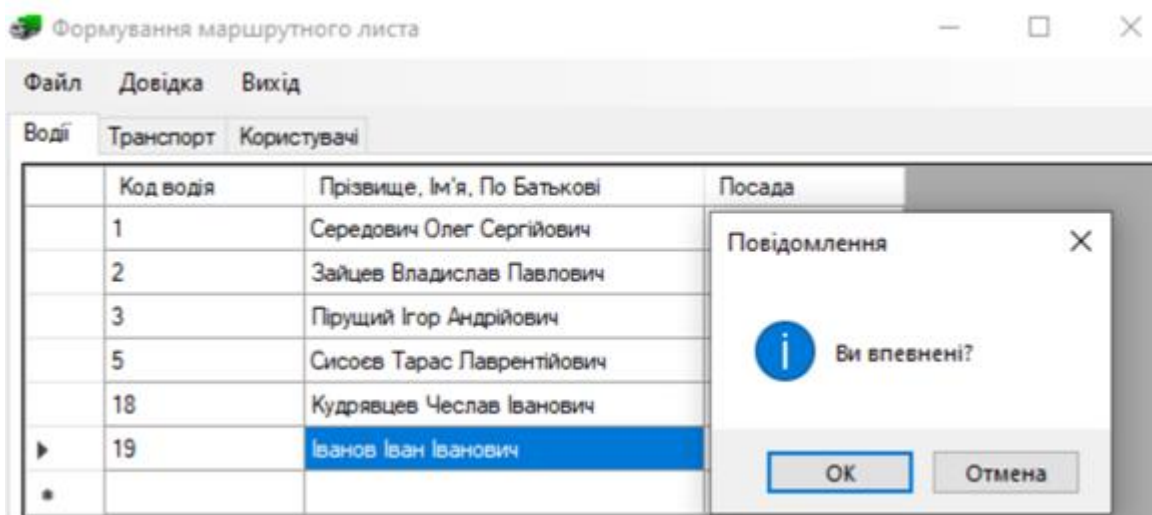 Формування маршрутного листа
Файл Довідка Вихід
Водії Транспорт Користувачі
Код водія Прізвище, Ім'я, По Батькові Посада
1 Середович Олег Сергійович
2 Зайцев Владислав Павлович
3 Пірущий Ігор Андрійович
5 Сисоєв Тарас Лаврентійович
18 Кудрявцев Чеслав Іванович
19 Іванов Іван Іванович
Повідомлення
Ви впевнені?
ОК Отмена